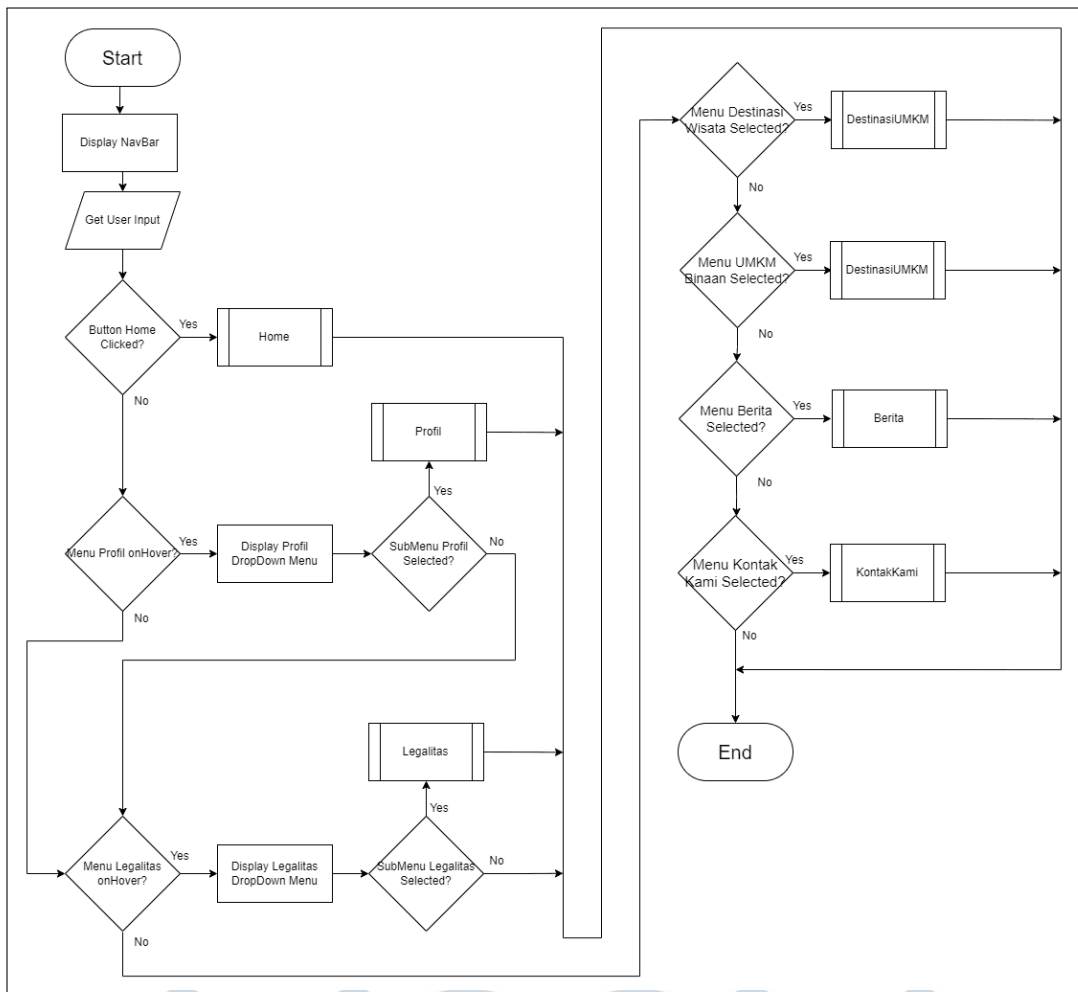 Start
Display NavBar
Get User Input
Button Home
Clicked?
Yes
Home
No
Menu Profil onHover?
Yes
Display Profil
DropDown Menu
SubMenu Profil
Selected?
Yes
Profil
No
No
Menu Legalitas
onHover?
Yes
Display Legalitas
DropDown Menu
SubMenu Legalitas
Selected?
Yes
Legalitas
No
No
Menu Destinasi
Wisata Selected?
Yes
DestinasiUMKM
No
Menu UMKM
Binaan Selected?
Yes
DestinasiUMKM
No
Menu Berita
Selected?
Yes
Berita
No
Menu Kontak
Kami Selected?
Yes
KontakKami
No
End